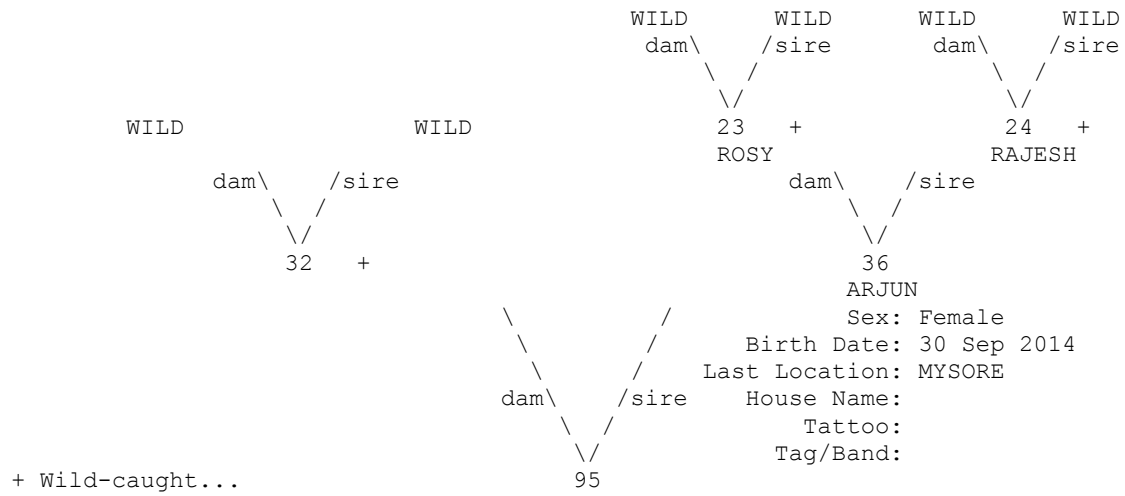 WILD WILD WILD WILD
dam\ /sire dam\ /sire
\ / \ /
\/ \/
WILD WILD 23 + 24 +
ROSY RAJESH
dam\ /sire dam\ /sire
\ / \ /
\/ \/
32 + 36
ARJUN
\ / Sex: Female
\ / Birth Date: 30 Sep 2014
\ / Last Location: MYSORE
dam\ /sire House Name:
\ / Tattoo:
\/ Tag/Band:
+ Wild-caught... 95